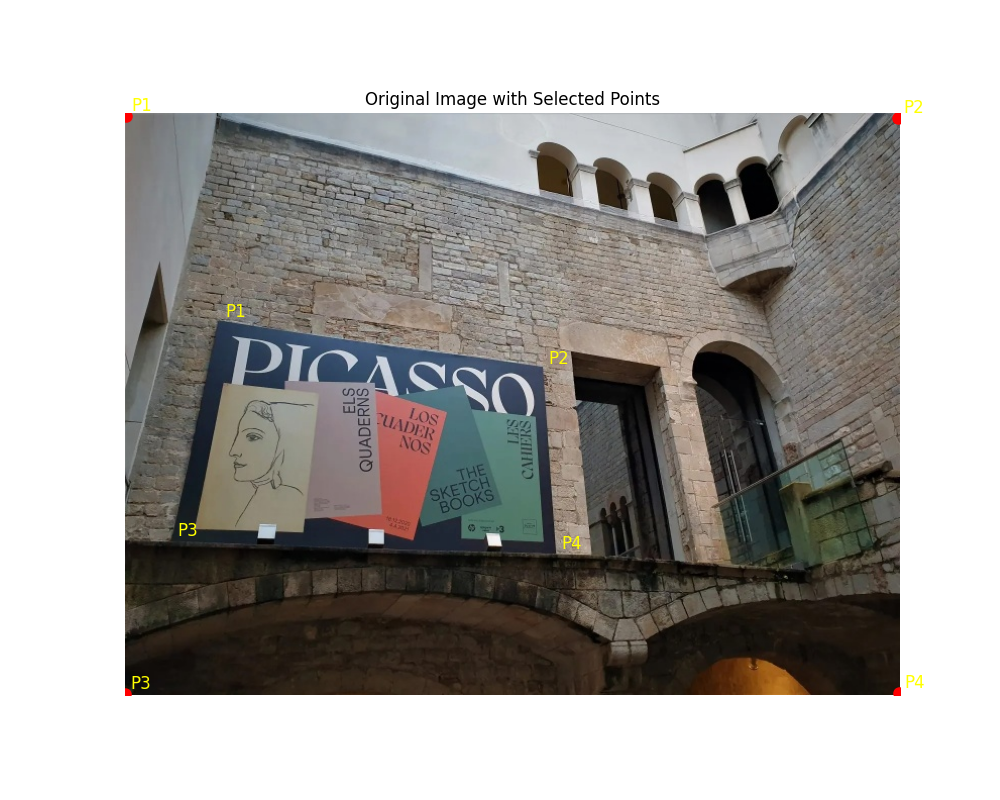 Original Image with Selected Points
P1
P2
P1
P2
PICASSO
ELS
QUADERNS
LOS
CUADER
NOS
THE
SKETCH
BOOKS
LES
CAHIERS
P3
P4
P3
P4